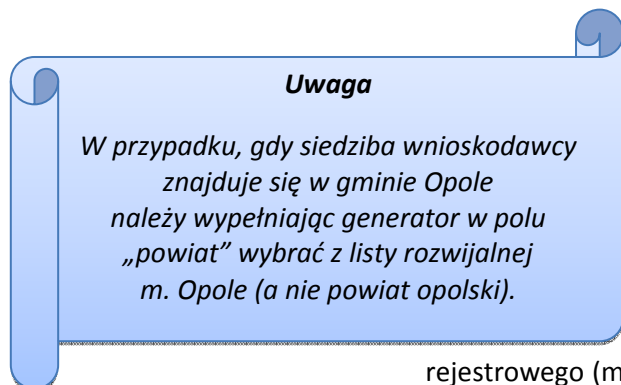 Uwaga
W przypadku, gdy siedziba wnioskodawcy
znajduje się w gminie Opole
należy wypełniając generator w polu
„powiat” wybrać z listy rozwijalnej
m. Opole (a nie powiat opolski).
rejestrowego (m